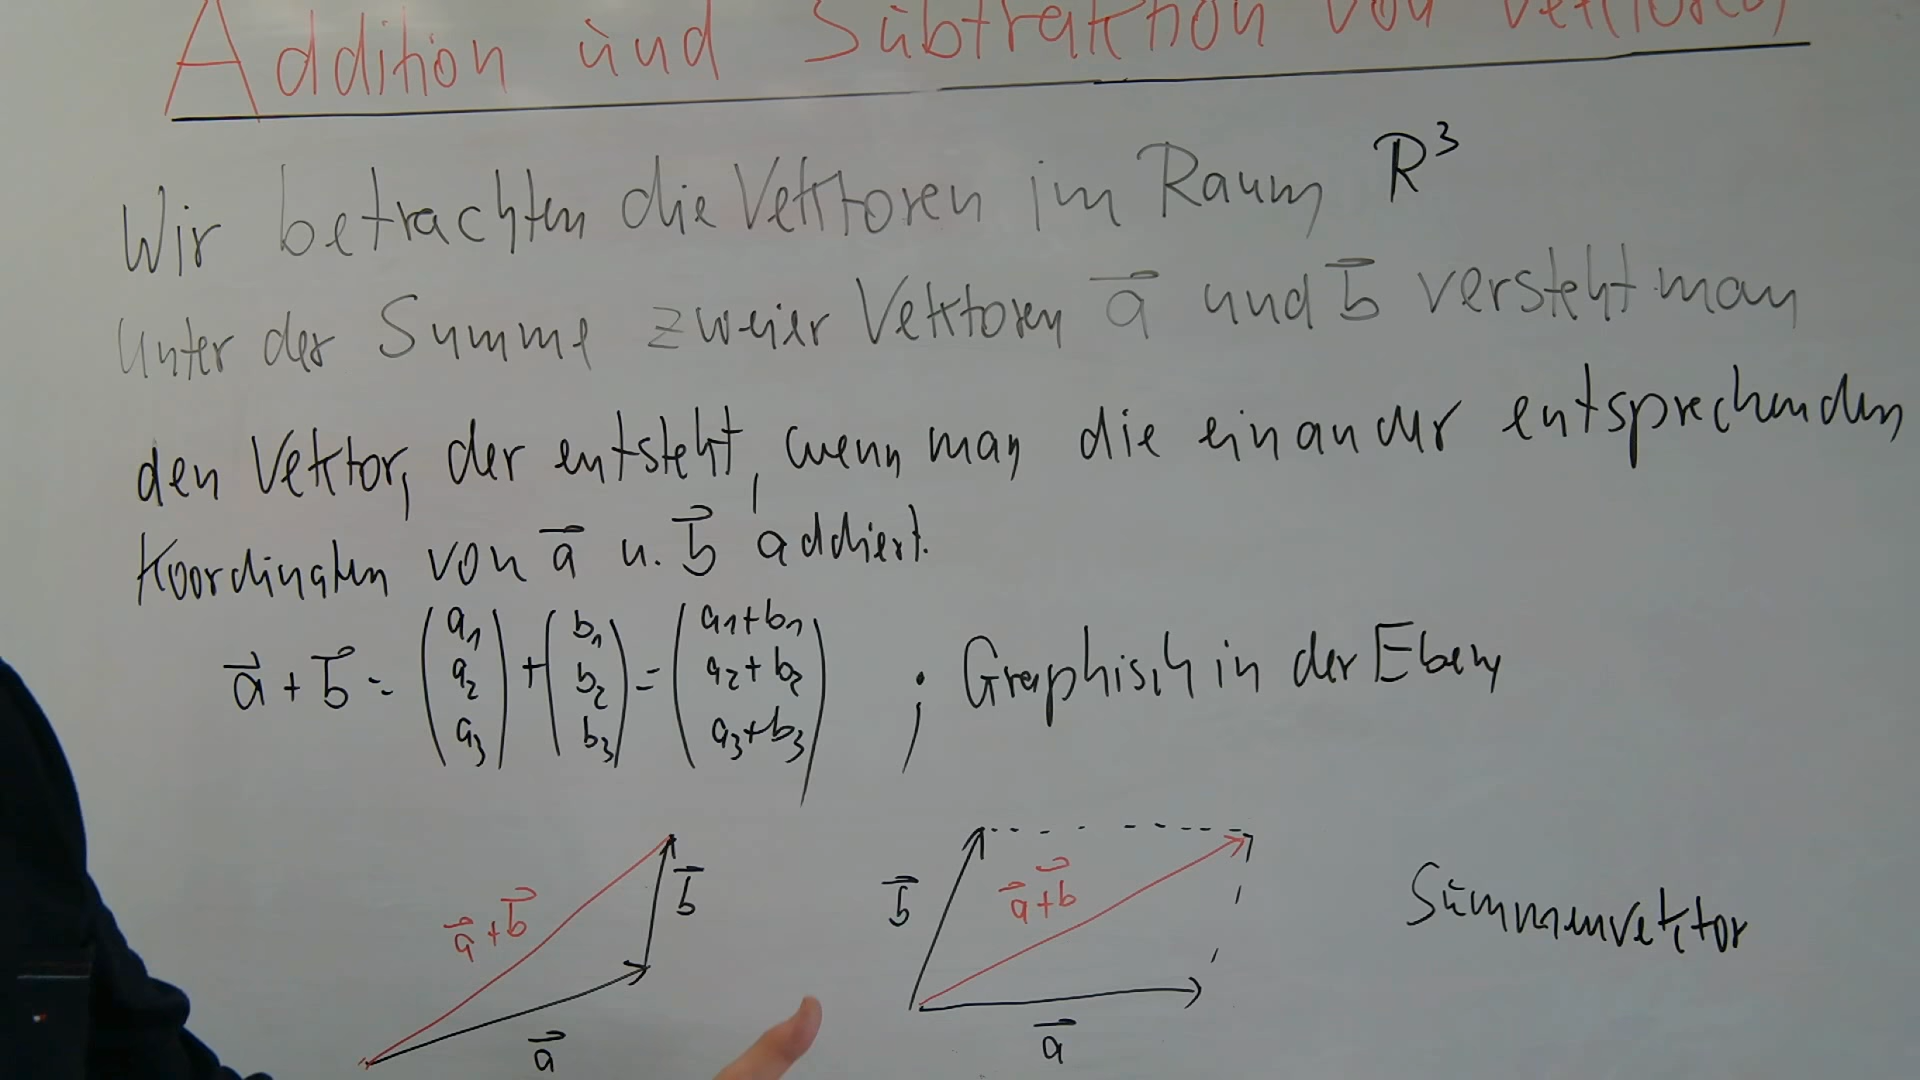 Addition und Subtraktion von Vektoren
Wir betrachten die Vektoren im Raum R³
Unter der Summe zweier Vektoren a⃗ und b⃗ versteht man
den Vektor, der entsteht, wenn man die einander entsprechenden
Koordinaten von a⃗ u. b⃗ addiert.
a⃗ + b⃗ = (a₁ a₂ a₃) + (b₁ b₂ b₃) = (a₁+b₁ a₂+b₂ a₃+b₃) ; Graphisch in der Ebene
a⃗+b⃗ b⃗ a⃗
b⃗ a⃗+b⃗ a⃗
Summenvektor